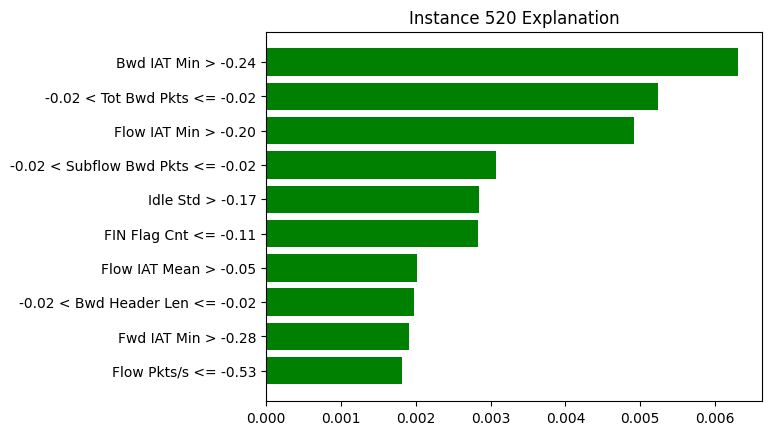 Instance 520 Explanation
Bwd IAT Min > -0.24
-0.02 < Tot Bwd Pkts <= -0.02
Flow IAT Min > -0.20
-0.02 < Subflow Bwd Pkts <= -0.02
Idle Std > -0.17
FIN Flag Cnt <= -0.11
Flow IAT Mean > -0.05
-0.02 < Bwd Header Len <= -0.02
Fwd IAT Min > -0.28
Flow Pkts/s <= -0.53
0.000 0.001 0.002 0.003 0.004 0.005 0.006